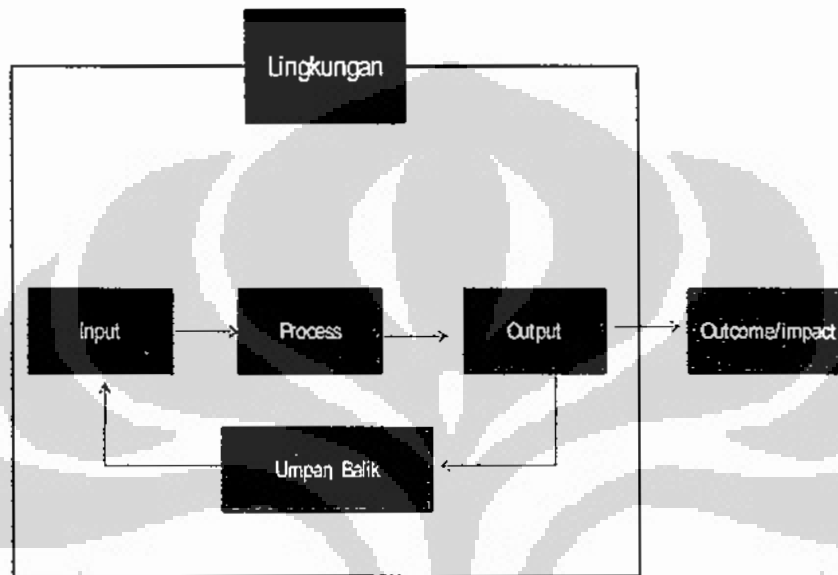 Lingkungan
Input
Process
Output
Outcome/impact
Umpan Balik